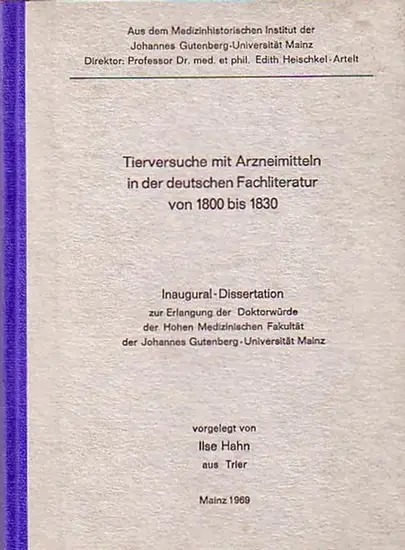 Aus dem Medizinhistorischen Institut der
Johannes Gutenberg-Universität Mainz
Direktor: Professor Dr. med. et phil. Edith Heischkel-Artelt
Tierversuche mit Arzneimitteln
in der deutschen Fachliteratur
von 1800 bis 1830
Inaugural-Dissertation
zur Erlangung der Doktorwürde
der Hohen Medizinischen Fakultät
der Johannes Gutenberg-Universität Mainz
vorgelegt von
Ilse Hahn
aus Trier
Mainz 1969